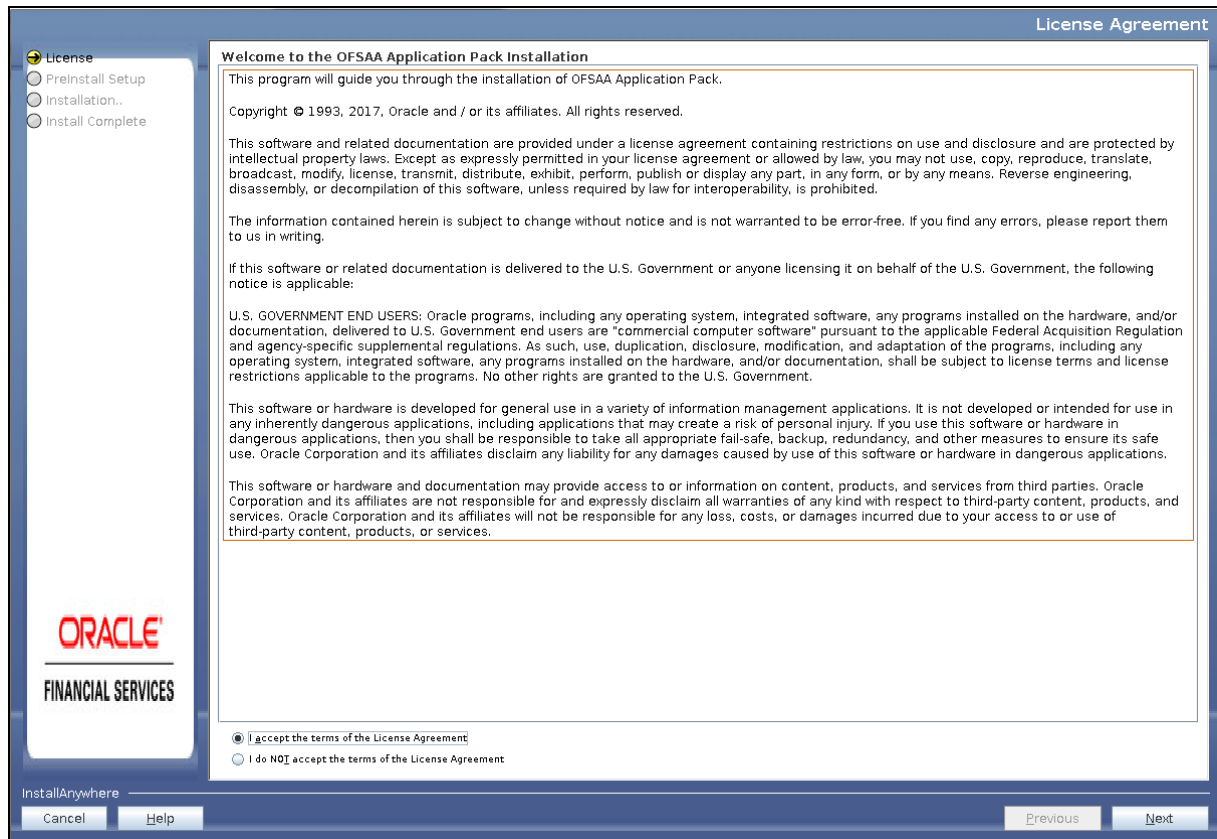 License Agreement
License
PreInstall Setup
Installation..
Install Complete
ORACLE'
FINANCIAL SERVICES
Welcome to the OFSAA Application Pack Installation
This program will guide you through the installation of OFSAA Application Pack.
Copyright © 1993, 2017, Oracle and / or its affiliates. All rights reserved.
This software and related documentation are provided under a license agreement containing restrictions on use and disclosure and are protected by
intellectual property laws. Except as expressly permitted in your license agreement or allowed by law, you may not use, copy, reproduce, translate,
broadcast, modify, license, transmit, distribute, exhibit, perform, publish or display any part, in any form, or by any means. Reverse engineering,
disassembly, or decompilation of this software, unless required by law for interoperability, is prohibited.
The information contained herein is subject to change without notice and is not warranted to be error-free. If you find any errors, please report them
to us in writing.
If this software or related documentation is delivered to the U.S. Government or anyone licensing it on behalf of the U.S. Government, the following
notice is applicable:
U.S. GOVERNMENT END USERS: Oracle programs, including any operating system, integrated software, any programs installed on the hardware, and/or
documentation, delivered to U.S. Government end users are "commercial computer software" pursuant to the applicable Federal Acquisition Regulation
and agency-specific supplemental regulations. As such, use, duplication, disclosure, modification, and adaptation of the programs, including any
operating system, integrated software, any programs installed on the hardware, and/or documentation, shall be subject to license terms and license
restrictions applicable to the programs. No other rights are granted to the U.S. Government.
This software or hardware is developed for general use in a variety of information management applications. It is not developed or intended for use in
any inherently dangerous applications, including applications that may create a risk of personal injury. If you use this software or hardware in
dangerous applications, then you shall be responsible to take all appropriate fail-safe, backup, redundancy, and other measures to ensure its safe
use. Oracle Corporation and its affiliates disclaim any liability for any damages caused by use of this software or hardware in dangerous applications.
This software or hardware and documentation may provide access to or information on content, products, and services from third parties. Oracle
Corporation and its affiliates are not responsible for and expressly disclaim all warranties of any kind with respect to third-party content, products, and
services. Oracle Corporation and its affiliates will not be responsible for any loss, costs, or damages incurred due to your access to or use of
third-party content, products, or services.
I accept the terms of the License Agreement
I do NOT accept the terms of the License Agreement
InstallAnywhere
Cancel
Help
Previous
Next